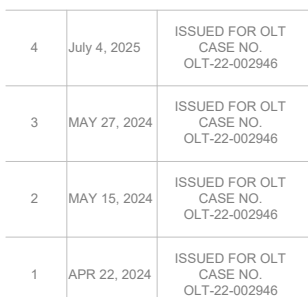 ISSUED FOR OLT
4 July 4, 2025 CASE NO.
OLT-22-002946
ISSUED FOR OLT
3 MAY 27, 2024 CASE NO.
OLT-22-002946
ISSUED FOR OLT
2 MAY 15, 2024 CASE NO.
OLT-22-002946
ISSUED FOR OLT
1 APR 22, 2024 CASE NO.
OLT-22-002946